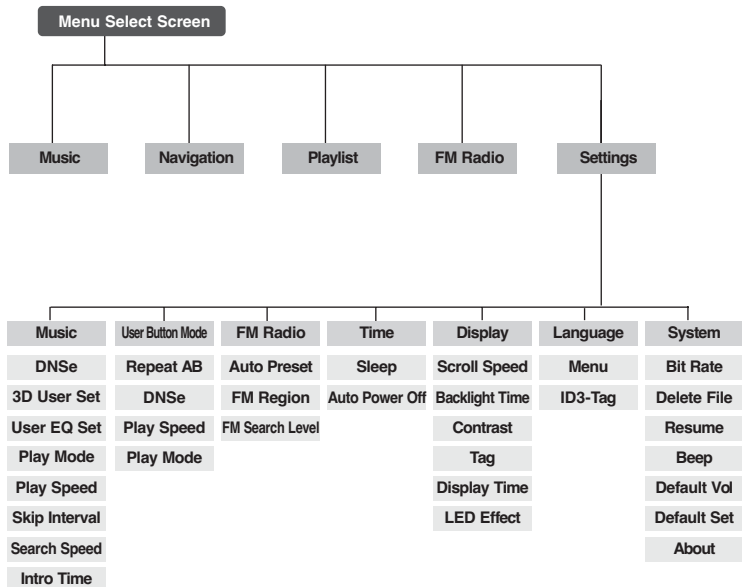 Menu Select Screen
Music Navigation Playlist FM Radio Settings
Music User Button Mode FM Radio Time Display Language System
DNSe Repeat AB Auto Preset Sleep Scroll Speed Menu Bit Rate
3D User Set DNSe FM Region Auto Power Off Backlight Time ID3-Tag Delete File
User EQ Set Play Speed FM Search Level Contrast Resume
Play Mode Play Mode Tag Beep
Play Speed Display Time Default Vol
Skip Interval LED Effect Default Set
Search Speed About
Intro Time